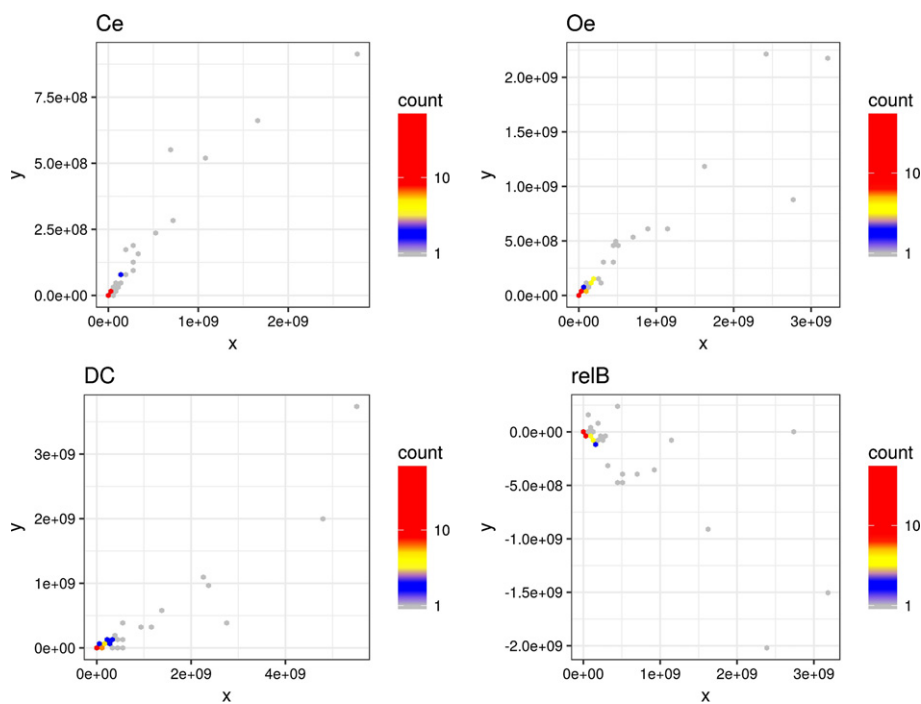 Ce
7.5e+08
5.0e+08
2.5e+08
0.0e+00
y
0e+00
1e+09
2e+09
x
count
10
1
Oe
2.0e+09
1.5e+09
1.0e+09
5.0e+08
0.0e+00
y
0e+00
1e+09
2e+09
3e+09
x
count
10
1
DC
3e+09
2e+09
1e+09
0e+00
y
0e+00
2e+09
4e+09
x
count
10
1
relB
0.0e+00
-5.0e+08
-1.0e+09
-1.5e+09
-2.0e+09
y
0e+00
1e+09
2e+09
3e+09
x
count
10
1